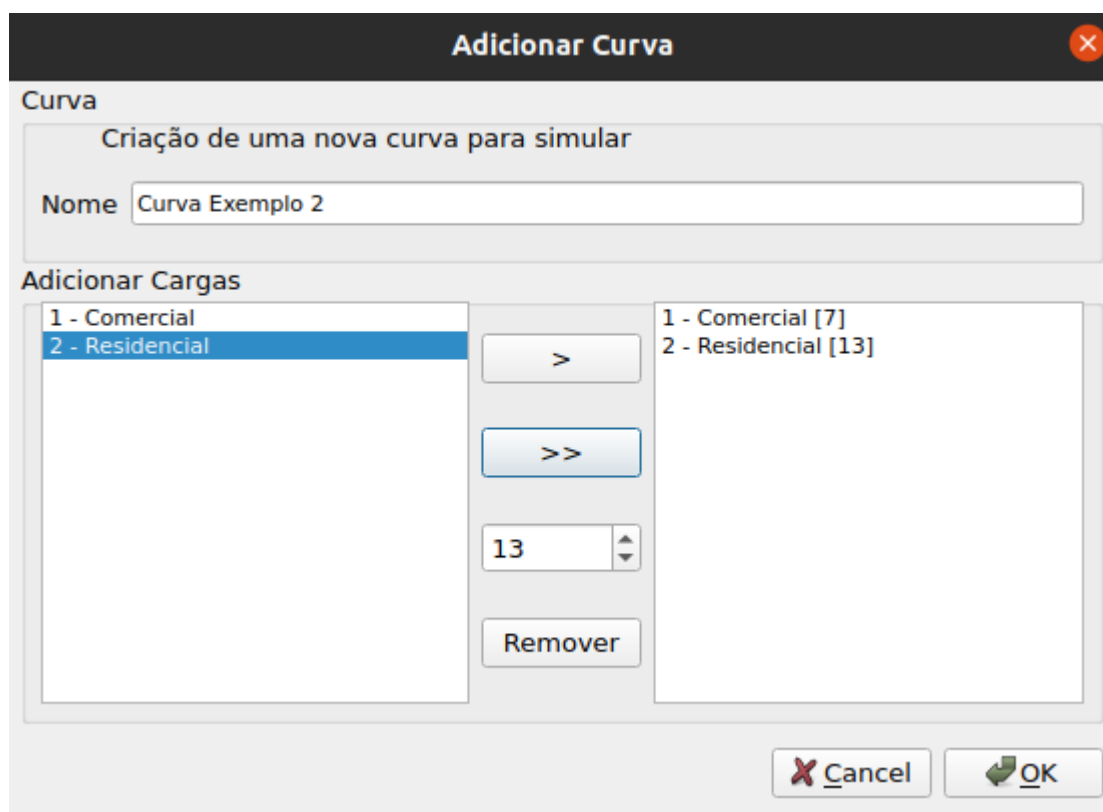 Adicionar Curva
Curva
Criação de uma nova curva para simular
Nome Curva Exemplo 2
Adicionar Cargas
1 - Comercial
2 - Residencial
>
>>
13
Remover
1 - Comercial [7]
2 - Residencial [13]
Cancel
OK